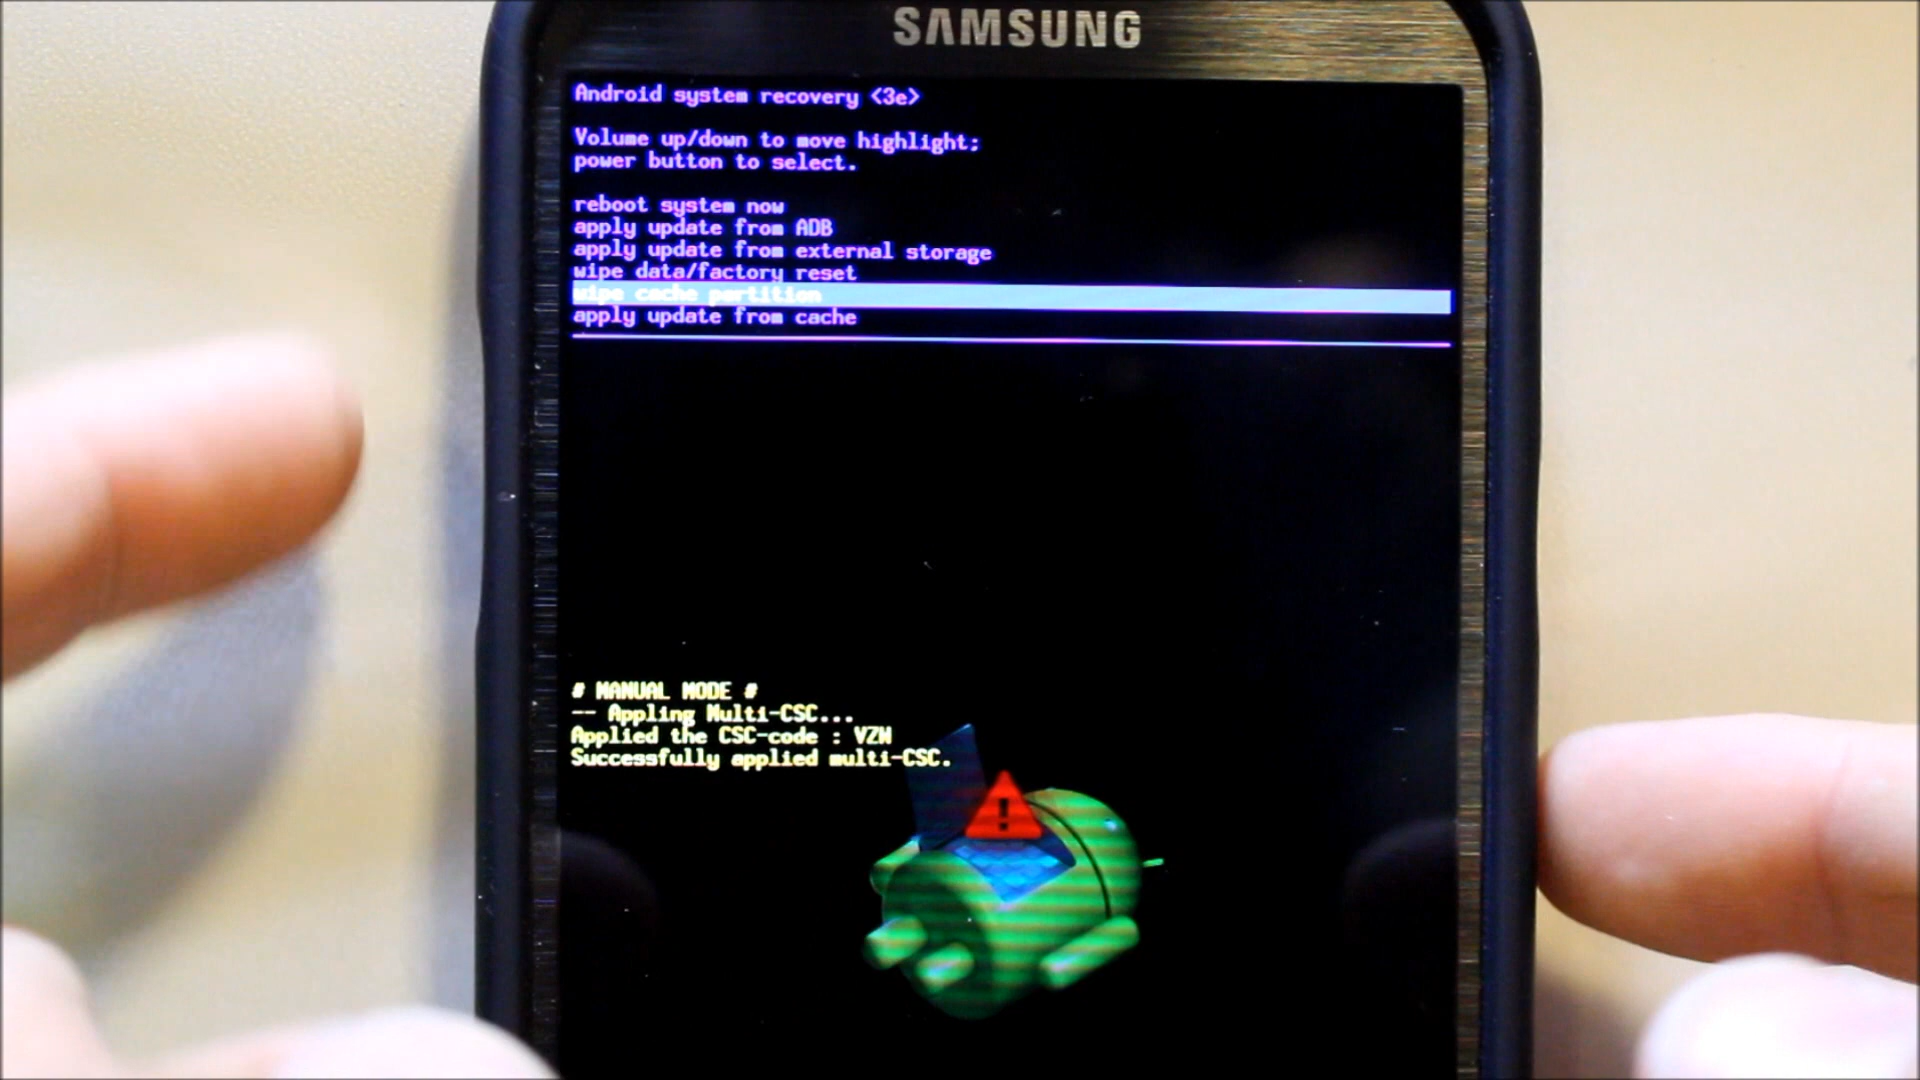 SAMSUNG
Android system recovery <3e>
Volume up/down to move highlight;
power button to select.
reboot system now
apply update from ADB
apply update from external storage
wipe data/factory reset
wipe cache partition
apply update from cache
# MANUAL MODE #
-- Appling Multi-CSC...
Applied the CSC-code : VZW
Successfully applied multi-CSC.
!